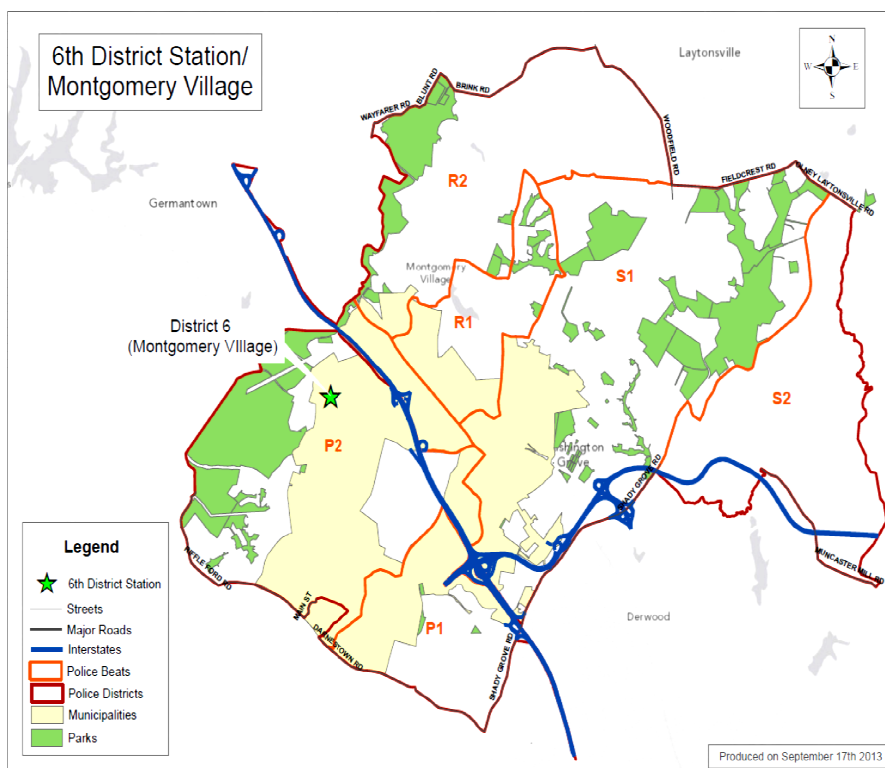 6th District Station/
Montgomery Village
Laytonsville
N
W E
S
BLUNT RD
BRINK RD
WAYFARER RD
WOODFIELD RD
FIELDCREST RD
OLNEY LAYTONSVILLE RD
R2
Germantown
Montgomery
Village
S1
R1
District 6
(Montgomery VIllage)
S2
P2
shington
Grove
SHADY GROVE RD
MUNCASTER MILL RD
RIFFLE FORD RD
MAIN ST
DARNESTOWN RD
P1
Derwood
SHADY GROVE RD
Legend
6th District Station
Streets
Major Roads
Interstates
Police Beats
Police Districts
Municipalities
Parks
Produced on September 17th 2013